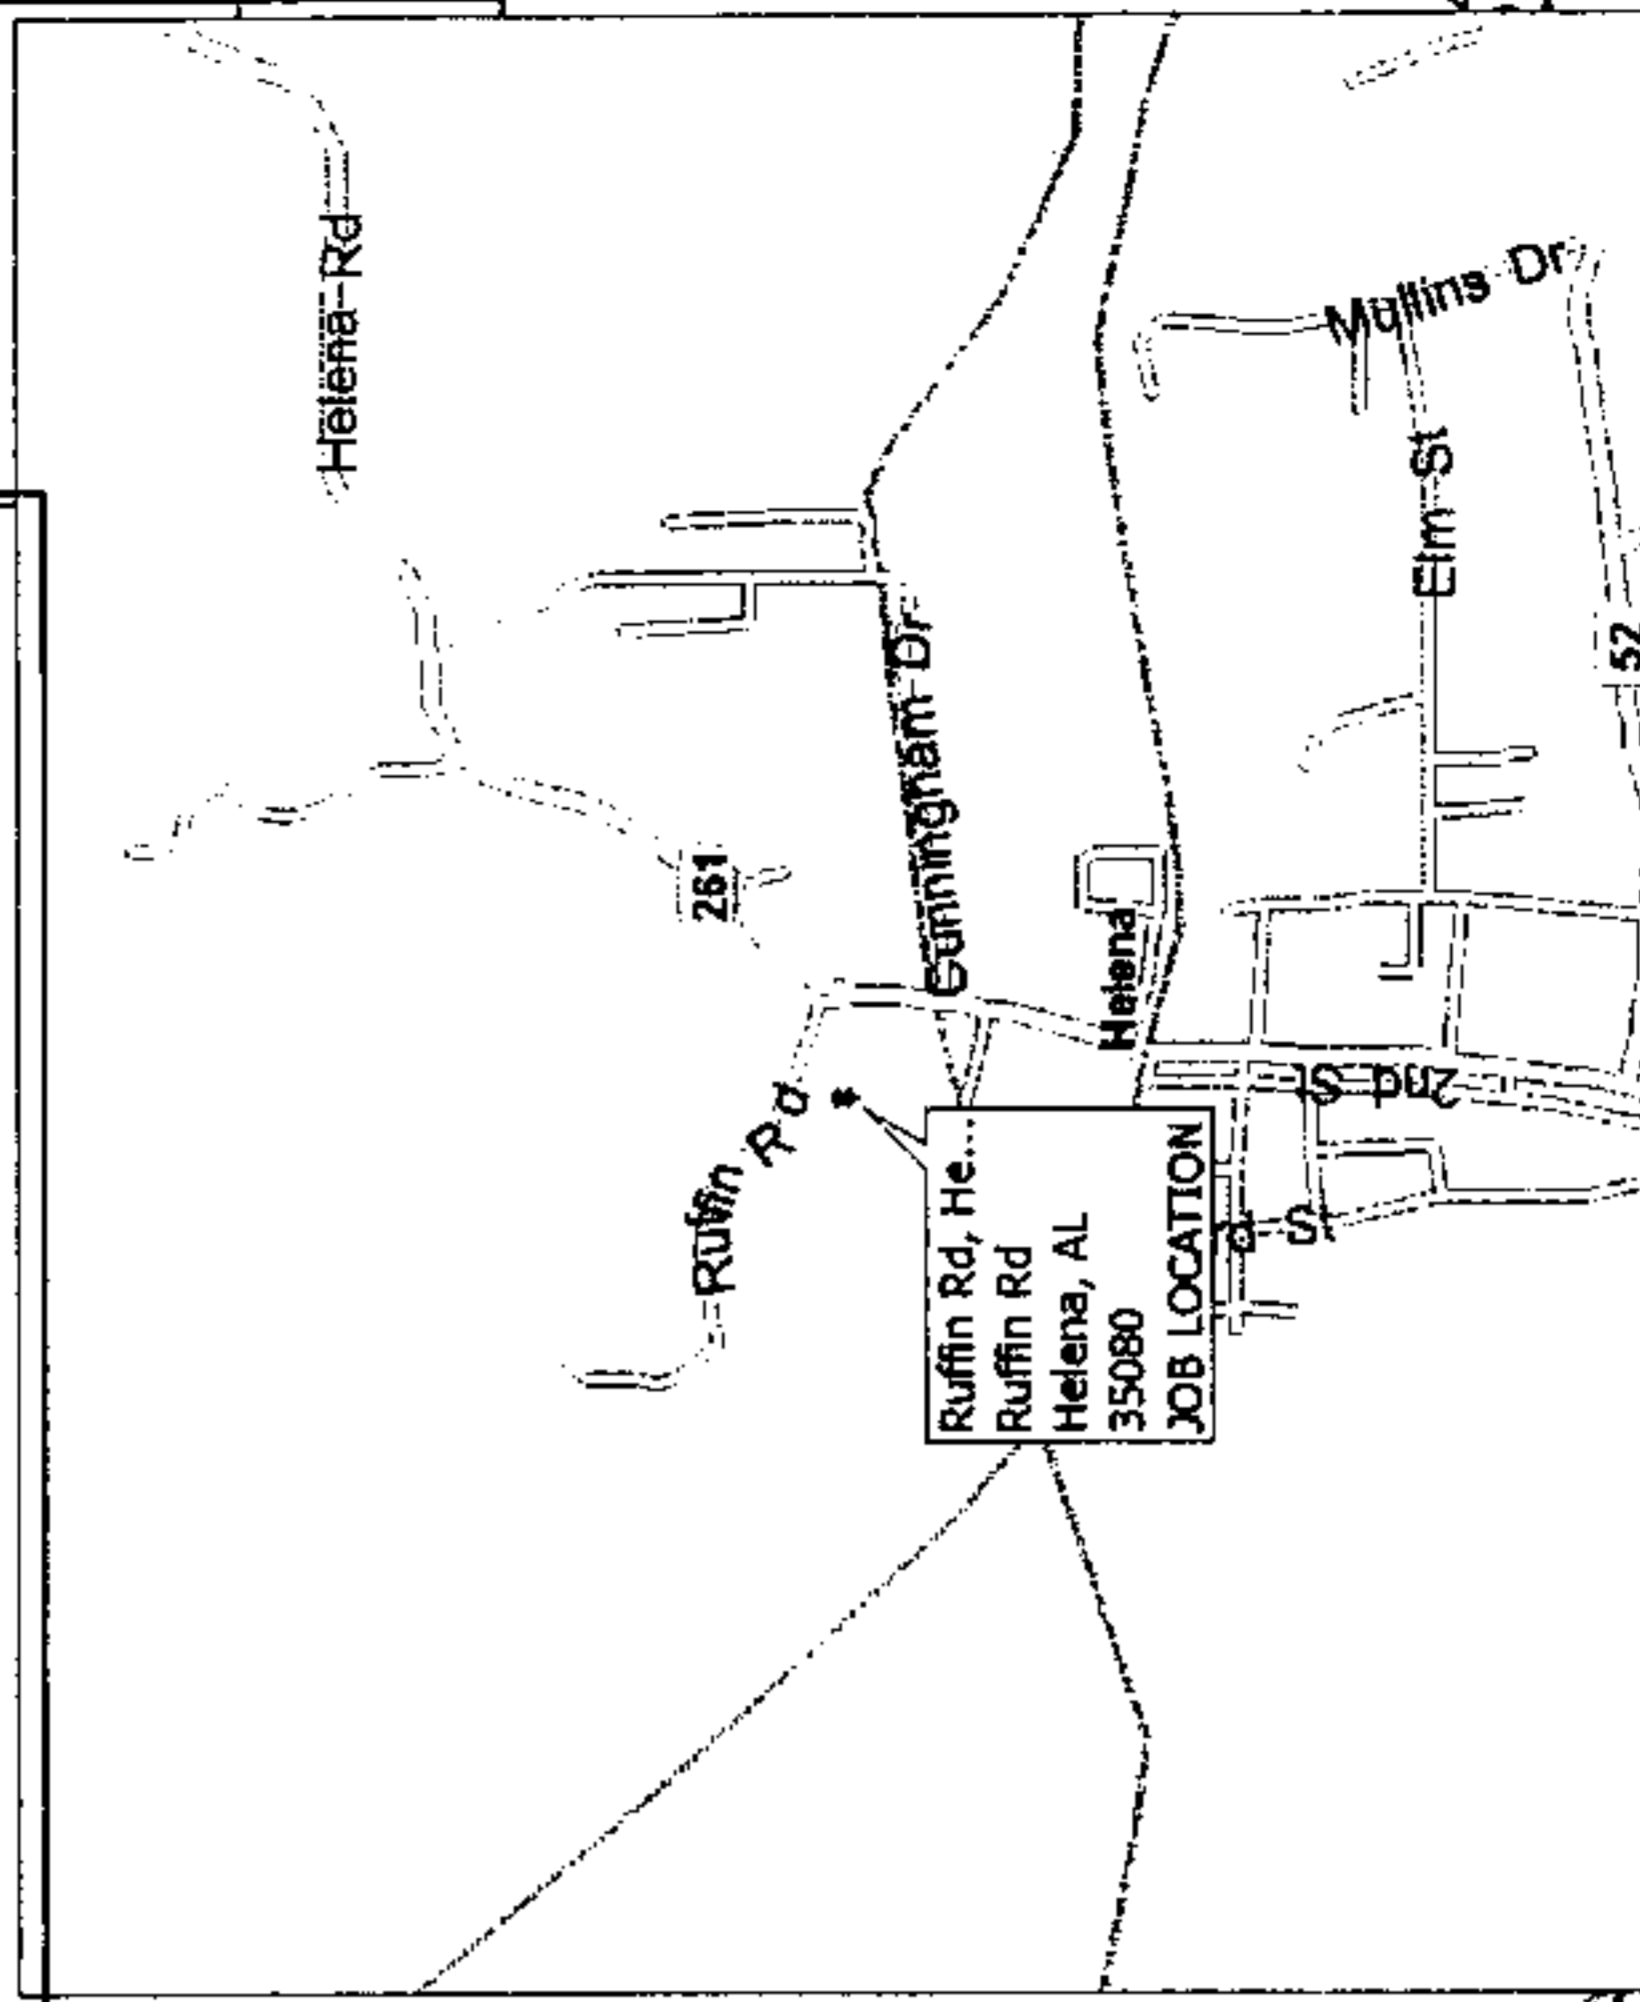 Helena Rd
261
Ruffin Rd
Cunningham Dr
Helena
Ruffin Rd, He...
Ruffin Rd
Helena, AL
35080
JOB LOCATION
2nd St
Mullins Dr
Elm St
52